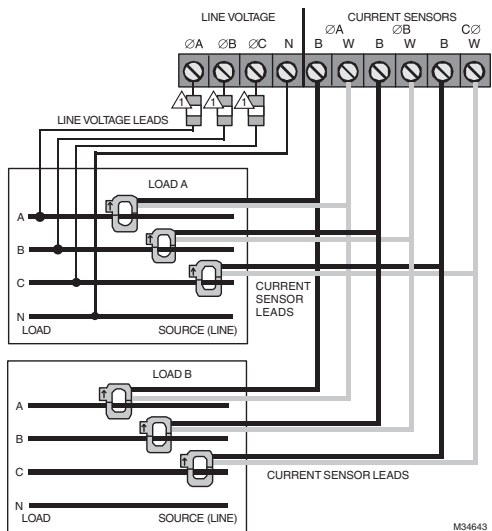 LINE VOLTAGE
CURRENT SENSORS
ØA
ØB
CØ
ØA ØB ØC N B W B W B W
1 1 1
LINE VOLTAGE LEADS
LOAD A
A
B
C
CURRENT
SENSOR
LEADS
N
LOAD
SOURCE (LINE)
LOAD B
A
B
C
CURRENT SENSOR LEADS
N
LOAD
SOURCE (LINE)
M34643